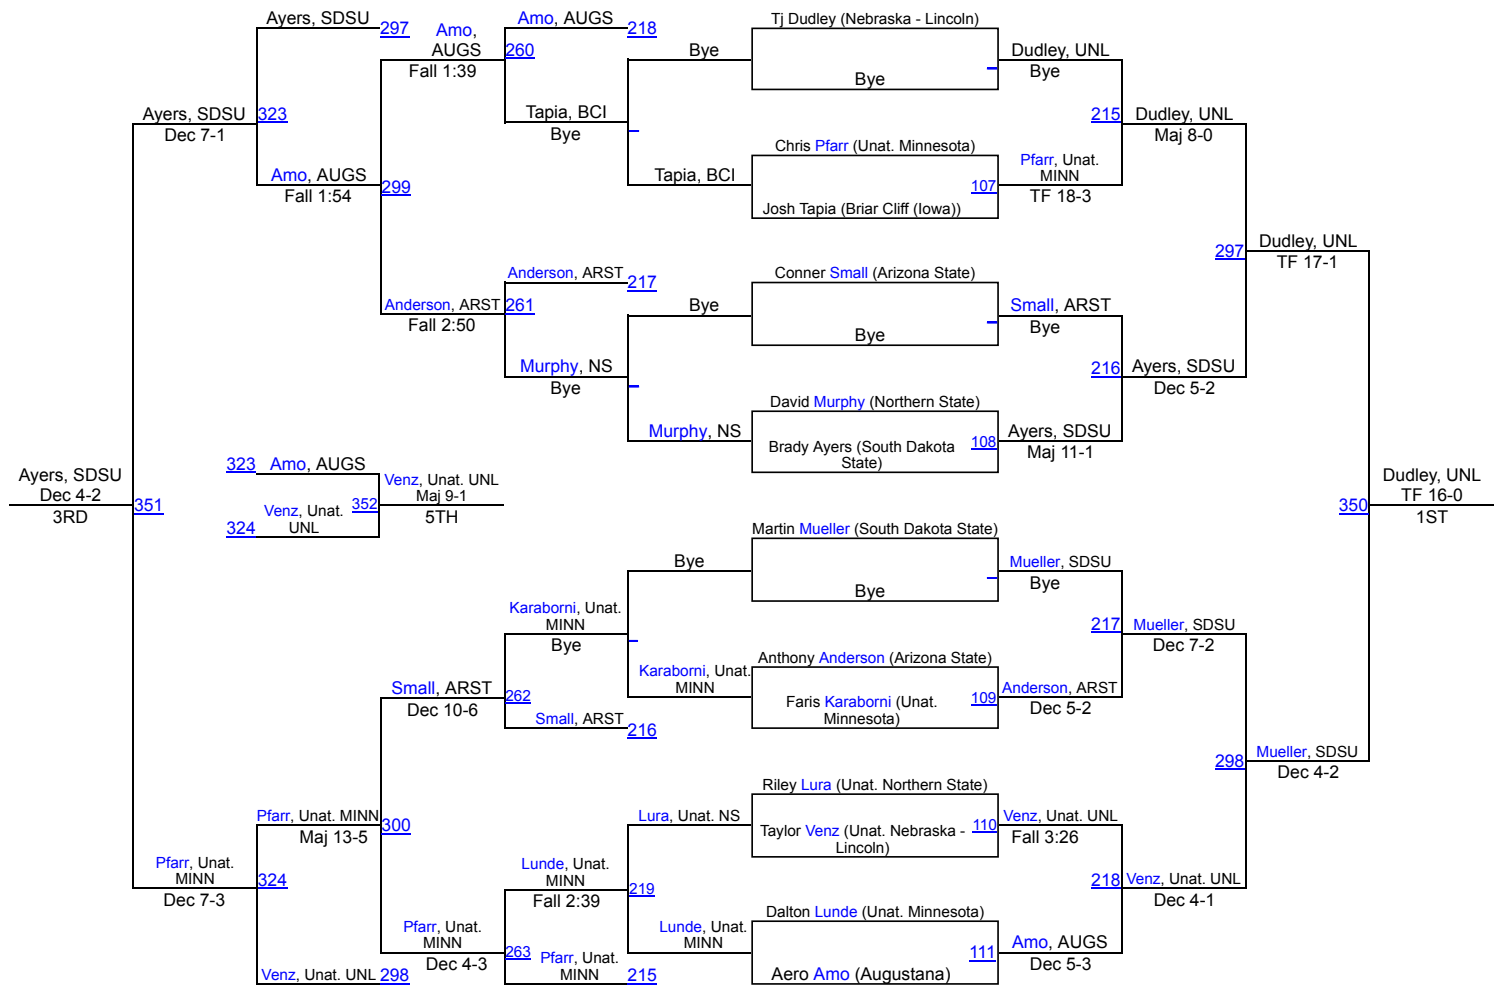 Ayers, SDSU
297
Amo,
AUGS
Fall 1:39
260
Amo, AUGS
218
Bye
Tj Dudley (Nebraska - Lincoln)
Bye
Dudley, UNL
Bye
Ayers, SDSU
Dec 7-1
323
Tapia, BCI
Bye
215
Dudley, UNL
Maj 8-0
Chris Pfarr (Unat. Minnesota)
Pfarr, Unat.
MINN
TF 18-3
Amo, AUGS
Fall 1:54
299
Tapia, BCI
107
Josh Tapia (Briar Cliff (Iowa))
297
Dudley, UNL
TF 17-1
Anderson, ARST
217
Conner Small (Arizona State)
Anderson, ARST
Fall 2:50
261
Bye
Bye
Small, ARST
Bye
Murphy, NS
Bye
216
Ayers, SDSU
Dec 5-2
David Murphy (Northern State)
Murphy, NS
Brady Ayers (South Dakota
State)
108
Ayers, SDSU
Maj 11-1
Ayers, SDSU
Dec 4-2
3RD
351
323
Amo, AUGS
Venz, Unat.
UNL
324
352
Venz, Unat. UNL
Maj 9-1
5TH
350
Dudley, UNL
TF 16-0
1ST
Martin Mueller (South Dakota State)
Bye
Bye
Mueller, SDSU
Bye
Karaborni, Unat.
MINN
Bye
217
Mueller, SDSU
Dec 7-2
Anthony Anderson (Arizona State)
Karaborni, Unat.
MINN
Faris Karaborni (Unat.
Minnesota)
109
Anderson, ARST
Dec 5-2
Small, ARST
Dec 10-6
262
Small, ARST
216
298
Mueller, SDSU
Dec 4-2
Riley Lura (Unat. Northern State)
Pfarr, Unat. MINN
Maj 13-5
300
Lura, Unat. NS
Taylor Venz (Unat. Nebraska -
Lincoln)
110
Venz, Unat. UNL
Fall 3:26
Pfarr, Unat.
MINN
Dec 7-3
324
Lunde, Unat.
MINN
Fall 2:39
219
218
Venz, Unat. UNL
Dec 4-1
Dalton Lunde (Unat. Minnesota)
Pfarr, Unat.
MINN
Dec 4-3
263
Lunde, Unat.
MINN
111
Amo, AUGS
Dec 5-3
Venz, Unat. UNL
298
Pfarr, Unat.
MINN
215
Aero Amo (Augustana)